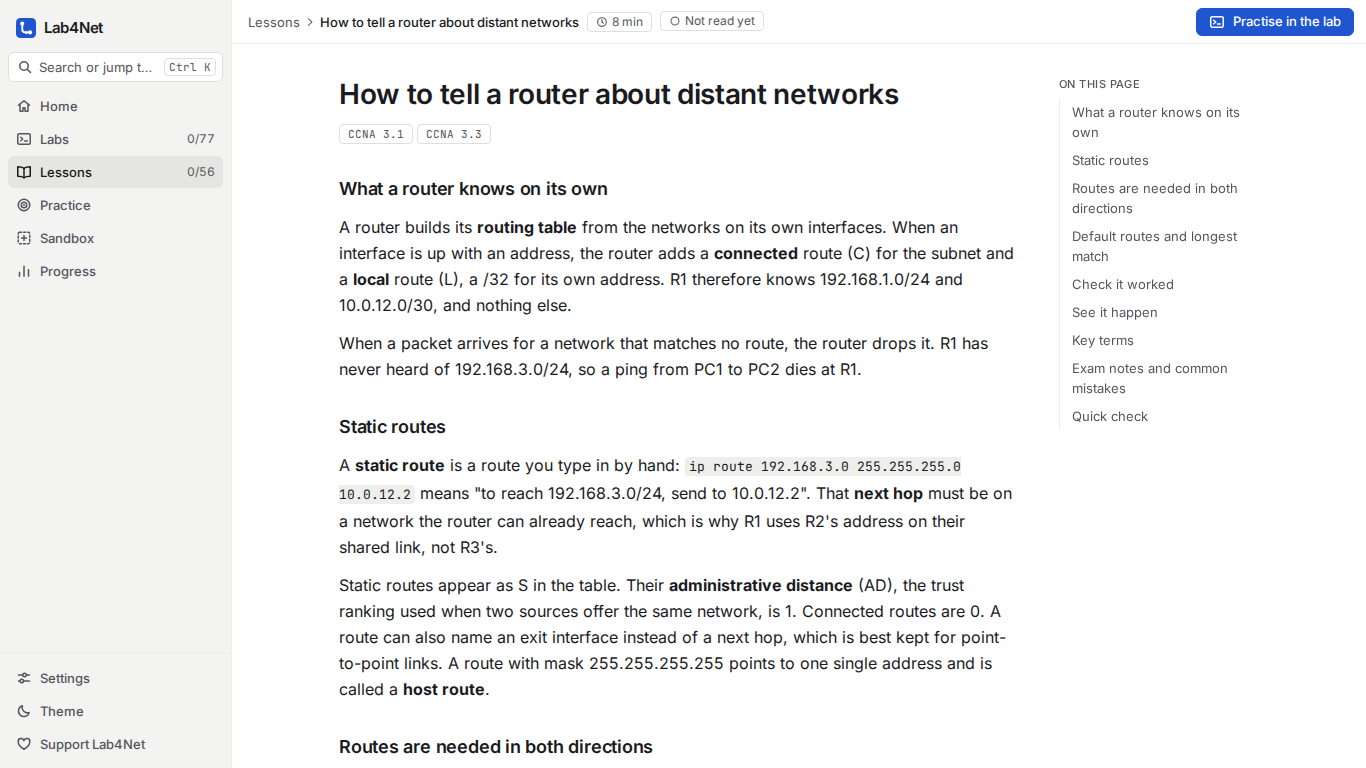 Lab4Net
Search or jump t...
Ctrl K
Home
Labs
0/77
Lessons
0/56
Practice
Sandbox
Progress
Settings
Theme
Support Lab4Net
Lessons
How to tell a router about distant networks
8 min
Not read yet
Practise in the lab
How to tell a router about distant networks
CCNA 3.1
CCNA 3.3
What a router knows on its own
A router builds its routing table from the networks on its own interfaces. When an
interface is up with an address, the router adds a connected route (C) for the subnet and
a local route (L), a /32 for its own address. R1 therefore knows 192.168.1.0/24 and
10.0.12.0/30, and nothing else.
When a packet arrives for a network that matches no route, the router drops it. R1 has
never heard of 192.168.3.0/24, so a ping from PC1 to PC2 dies at R1.
Static routes
A static route is a route you type in by hand: ip route 192.168.3.0 255.255.255.0
10.0.12.2 means "to reach 192.168.3.0/24, send to 10.0.12.2". That next hop must be on
a network the router can already reach, which is why R1 uses R2's address on their
shared link, not R3's.
Static routes appear as S in the table. Their administrative distance (AD), the trust
ranking used when two sources offer the same network, is 1. Connected routes are 0. A
route can also name an exit interface instead of a next hop, which is best kept for point-
to-point links. A route with mask 255.255.255.255 points to one single address and is
called a host route.
Routes are needed in both directions
ON THIS PAGE
What a router knows on its
own
Static routes
Routes are needed in both
directions
Default routes and longest
match
Check it worked
See it happen
Key terms
Exam notes and common
mistakes
Quick check